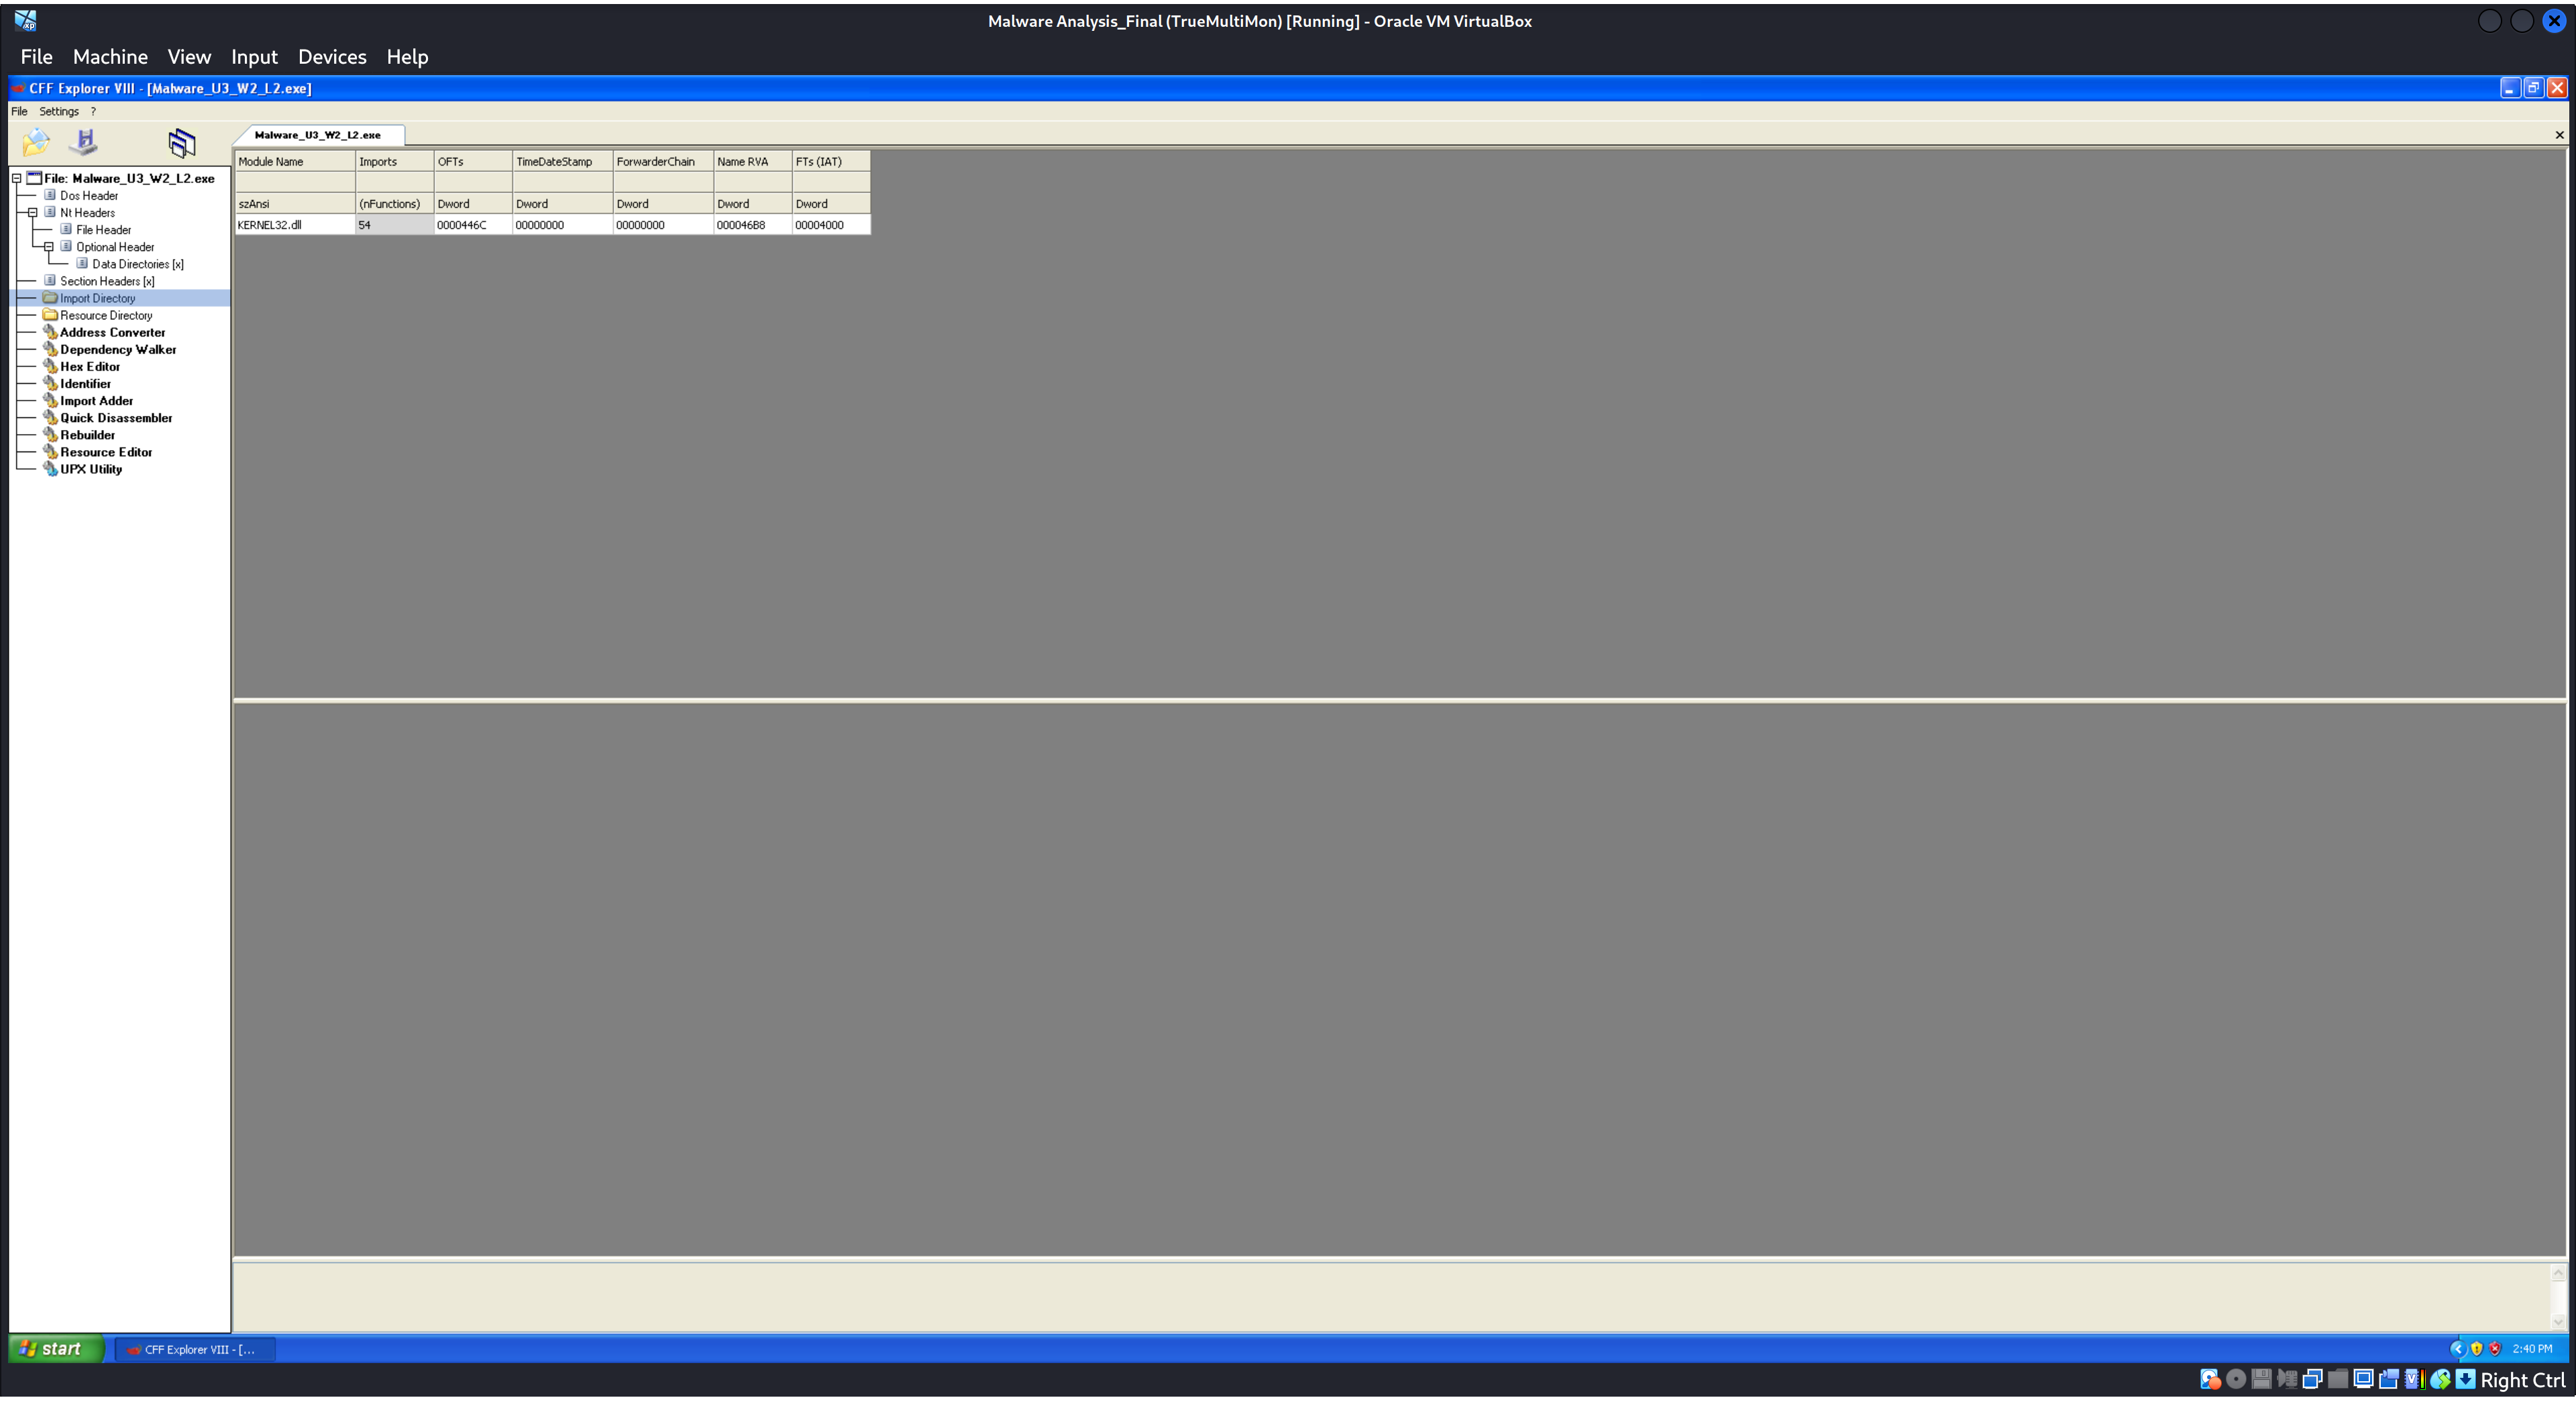 Malware Analysis_Final (TrueMultiMon) [Running] - Oracle VM VirtualBox
File Machine View Input Devices Help
CFF Explorer VIII - [Malware_U3_W2_L2.exe]
File Settings ?
Malware_U3_W2_L2.exe
File: Malware_U3_W2_L2.exe
Dos Header
Nt Headers
File Header
Optional Header
Data Directories [x]
Section Headers [x]
Import Directory
Resource Directory
Address Converter
Dependency Walker
Hex Editor
Identifier
Import Adder
Quick Disassembler
Rebuilder
Resource Editor
UPX Utility
Module Name Imports OFTs TimeDateStamp ForwarderChain Name RVA FTs (IAT)
szAnsi (nFunctions) Dword Dword Dword Dword Dword
KERNEL32.dll 54 0000446C 00000000 00000000 000046B8 00004000
start CFF Explorer VIII - [... 2:40 PM
Right Ctrl